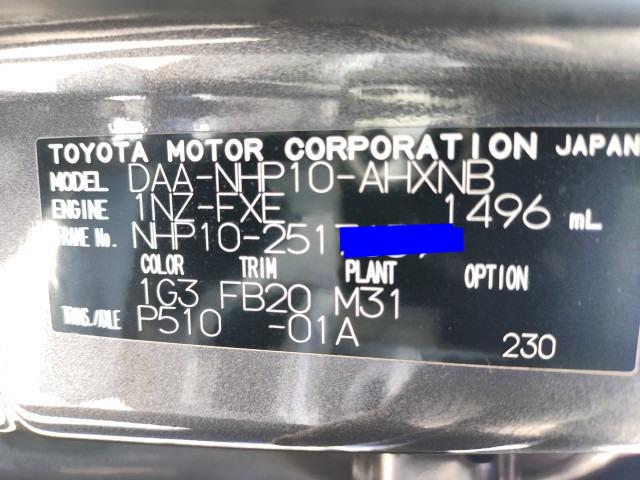 TOYOTA MOTOR CORPORATION JAPAN
MODEL DAA-NHP10-AHXNB
ENGINE 1NZ-FXE 1496 mL
FRAME No. NHP10-251
COLOR TRIM PLANT OPTION
1G3 FB20 M31
TRANS./AXLE P510 -01A
230